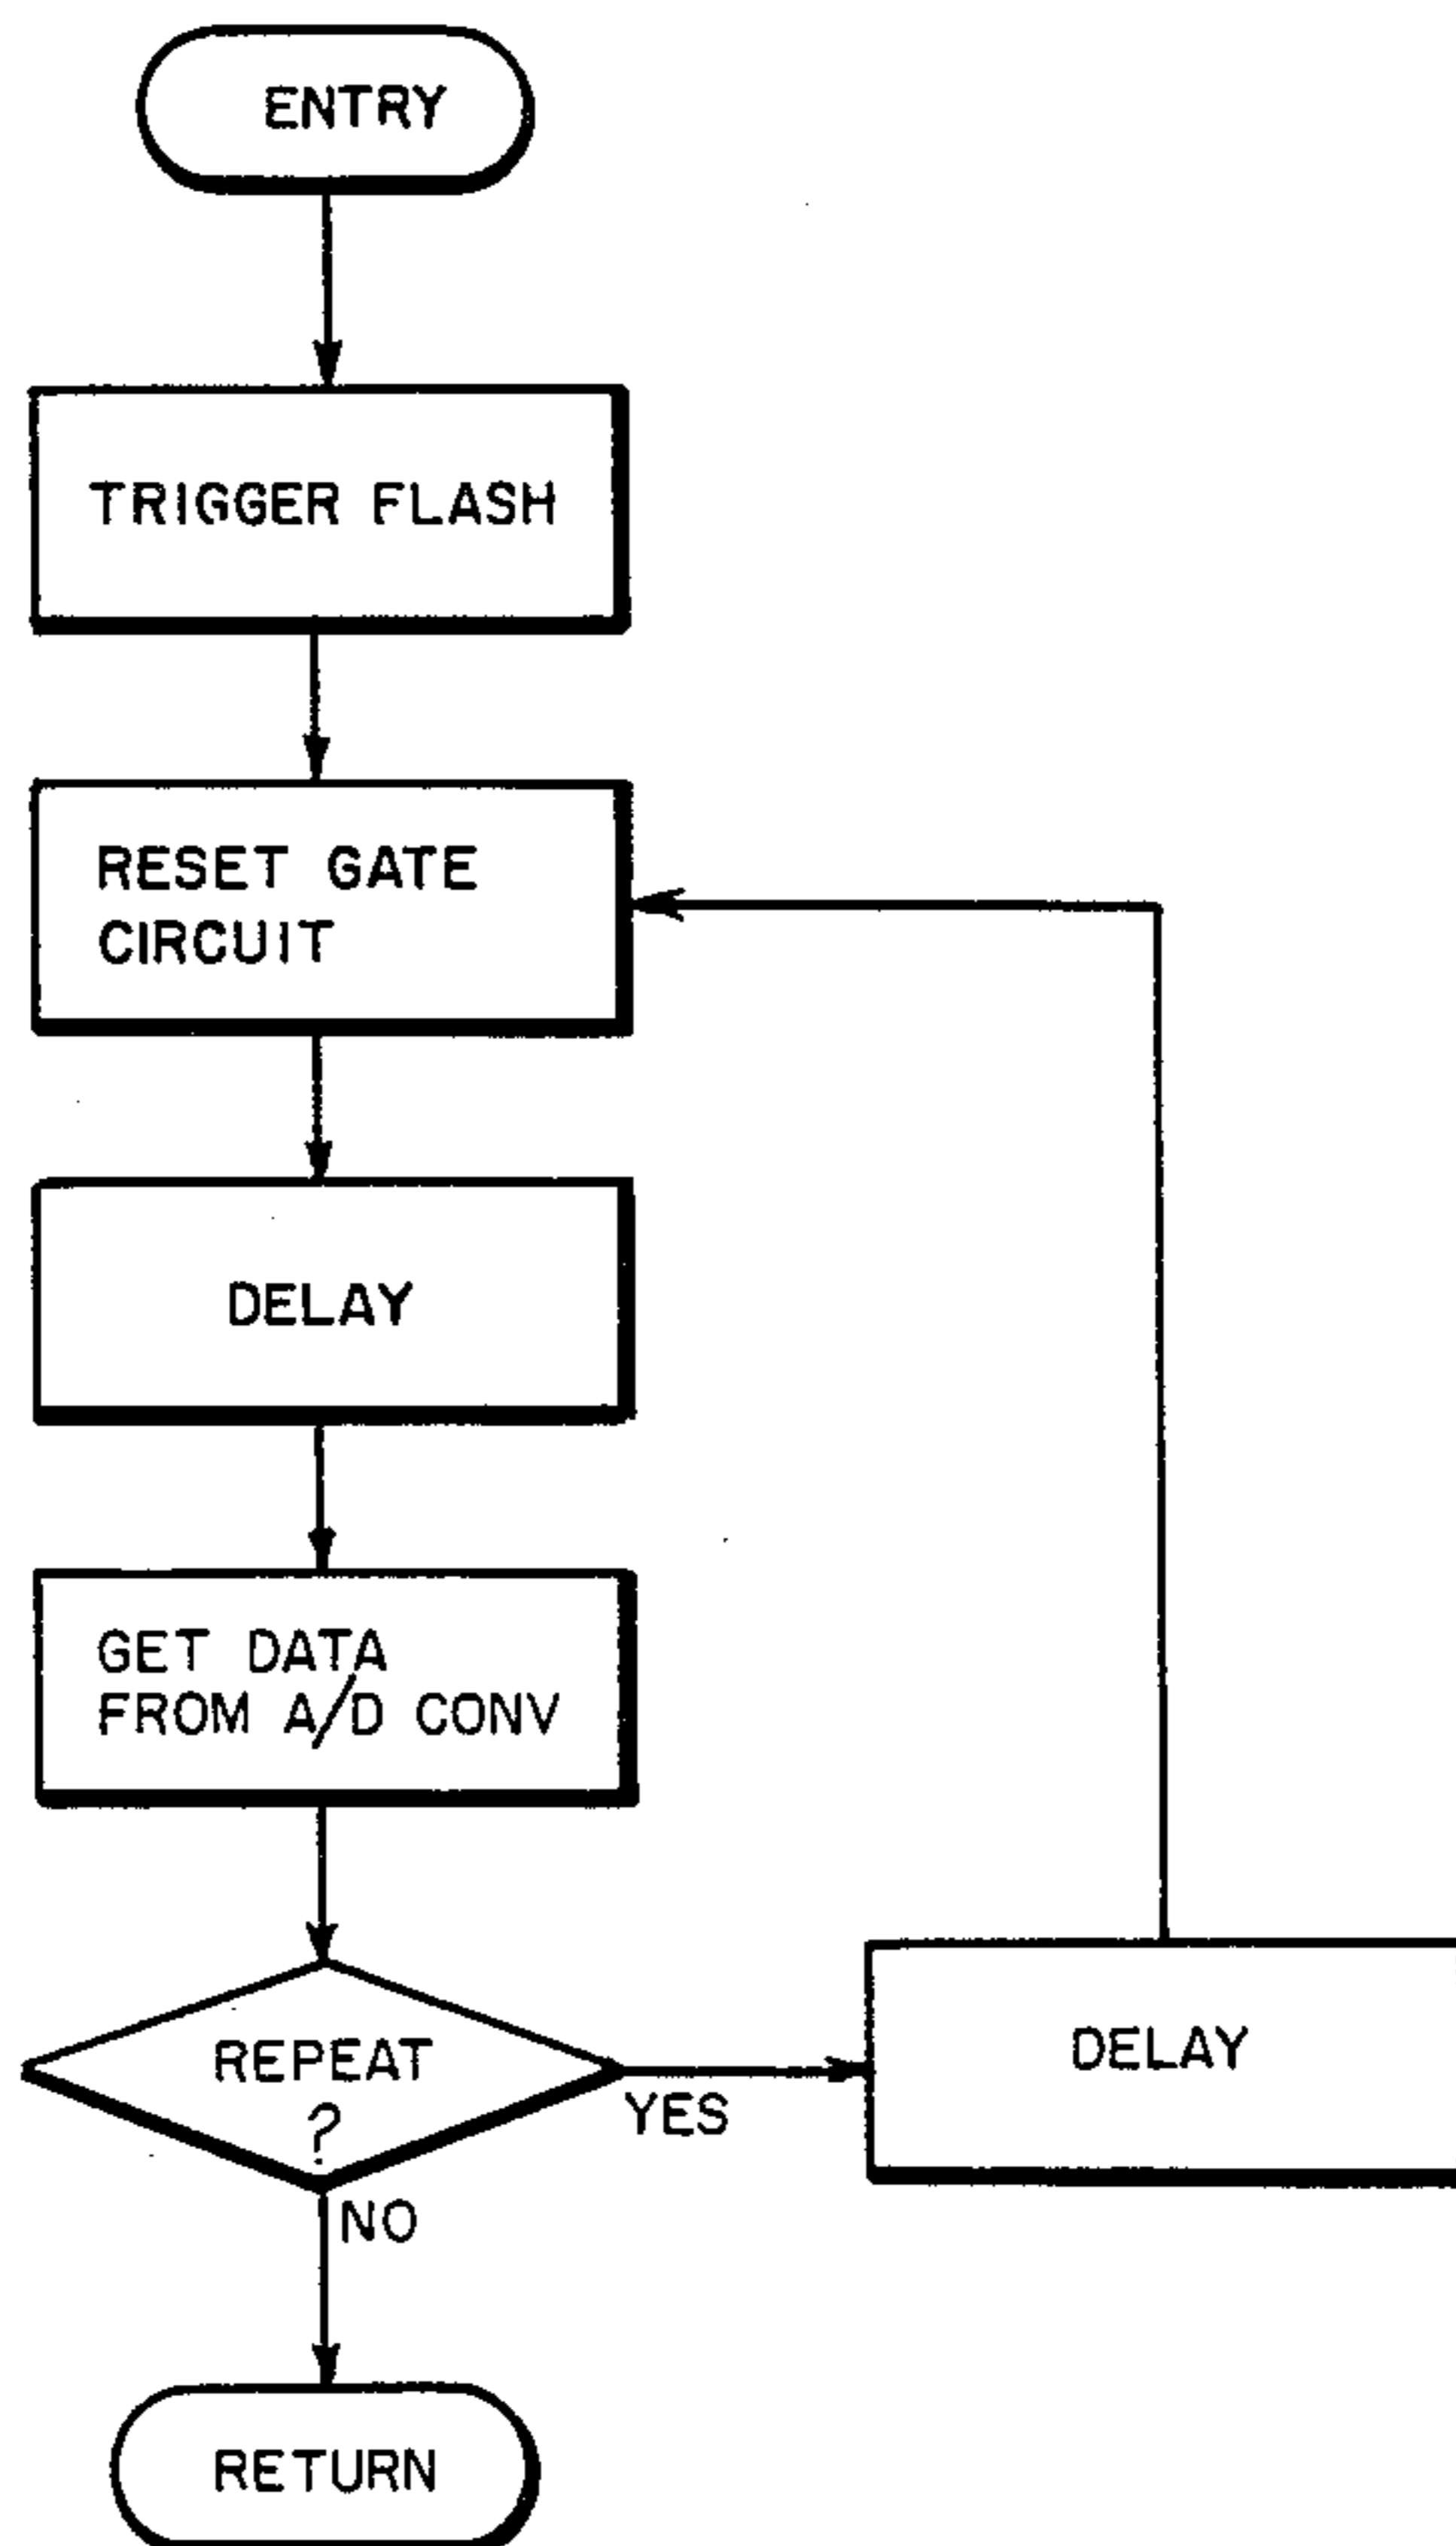 ENTRY
TRIGGER FLASH
RESET GATE
CIRCUIT
DELAY
GET DATA
FROM A/D CONV
REPEAT
?
YES
DELAY
NO
RETURN